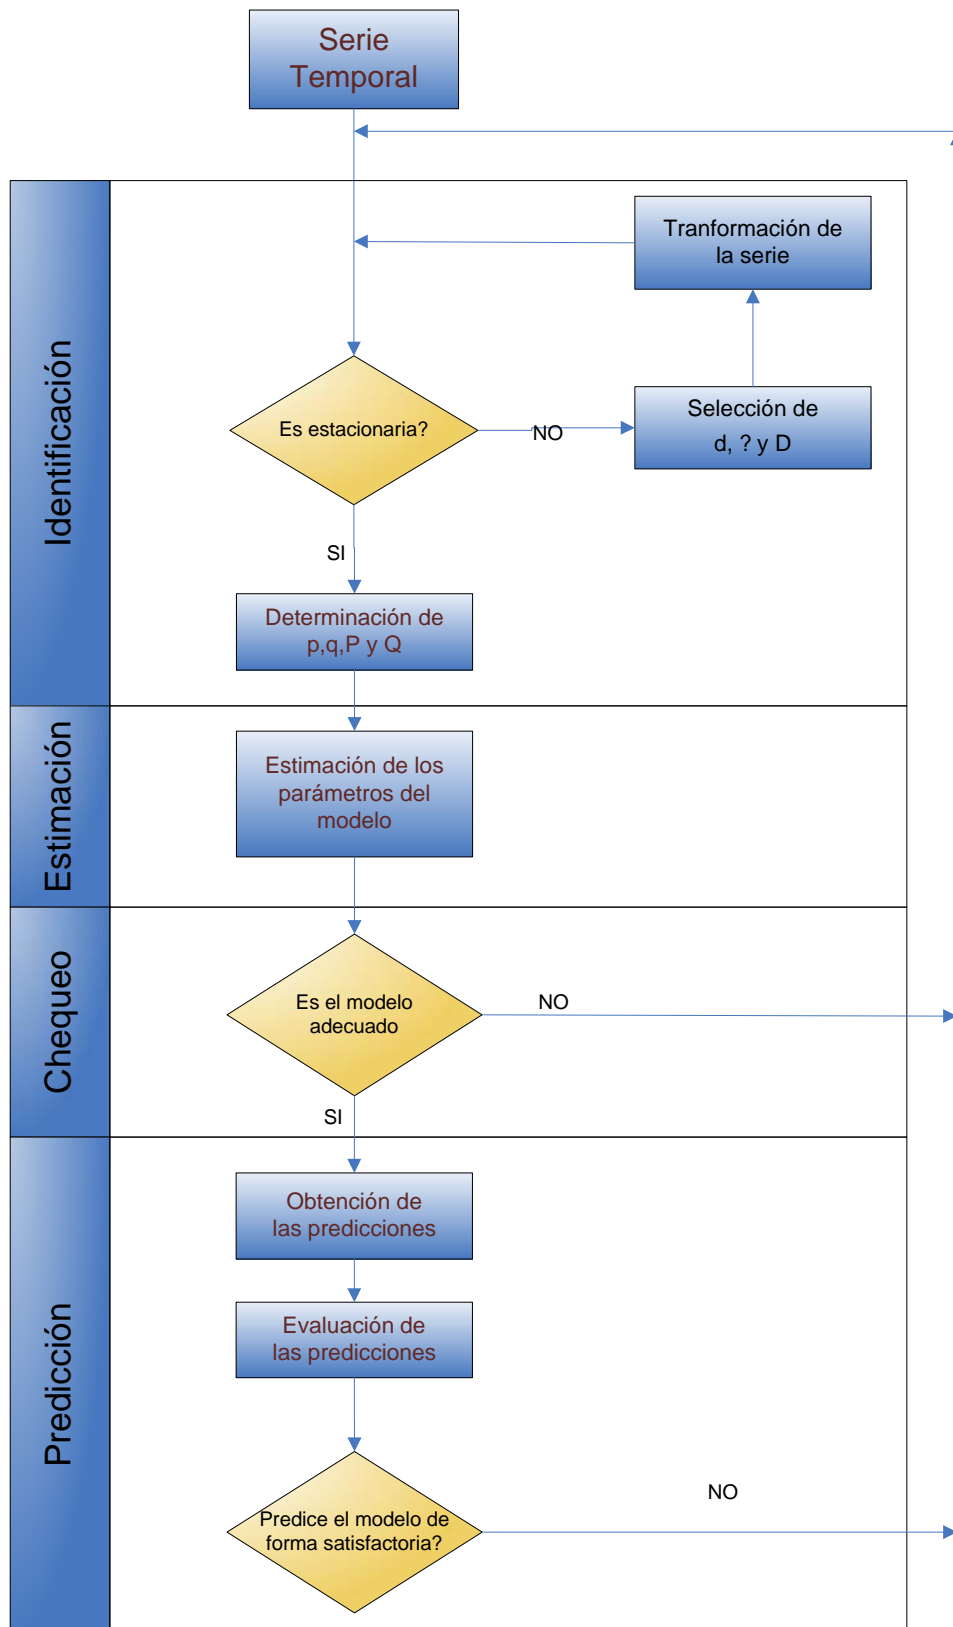 Serie
Temporal
Identificación
Tranformación de
la serie
Es estacionaria?
NO
Selección de
d, ? y D
SI
Determinación de
p,q,P y Q
Estimación
Estimación de los
parámetros del
modelo
Chequeo
Es el modelo
adecuado
NO
SI
Predicción
Obtención de
las predicciones
Evaluación de
las predicciones
Predice el modelo de
forma satisfactoria?
NO